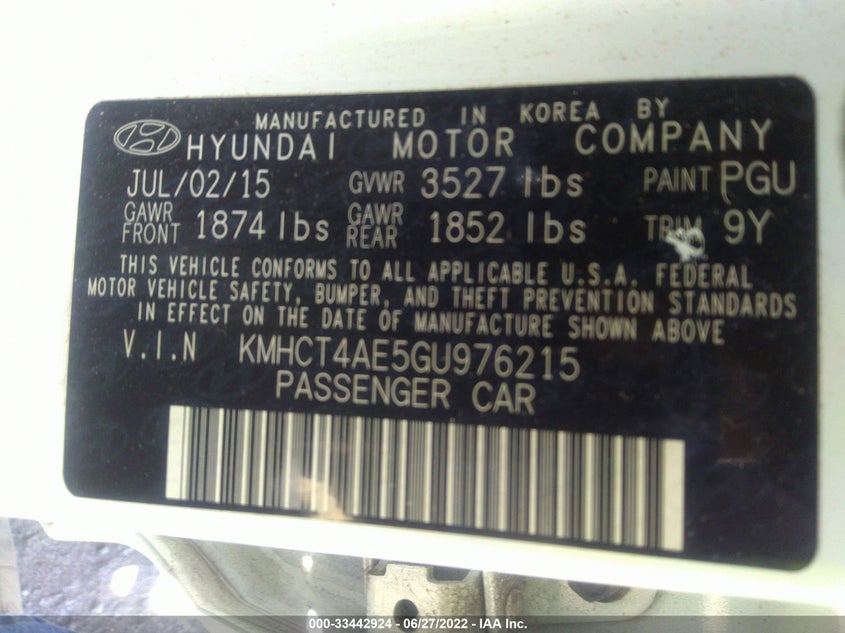 MANUFACTURED IN KOREA BY
HYUNDAI MOTOR COMPANY
JUL/02/15 GVWR 3527 lbs PAINT PGU
GAWR FRONT 1874 lbs GAWR REAR 1852 lbs TRIM 9Y
THIS VEHICLE CONFORMS TO ALL APPLICABLE U.S.A. FEDERAL
MOTOR VEHICLE SAFETY, BUMPER, AND THEFT PREVENTION STANDARDS
IN EFFECT ON THE DATE OF MANUFACTURE SHOWN ABOVE
V.I.N KMHCT4AE5GU976215
PASSENGER CAR
000-33442924 - 06/27/2022 - IAA Inc.